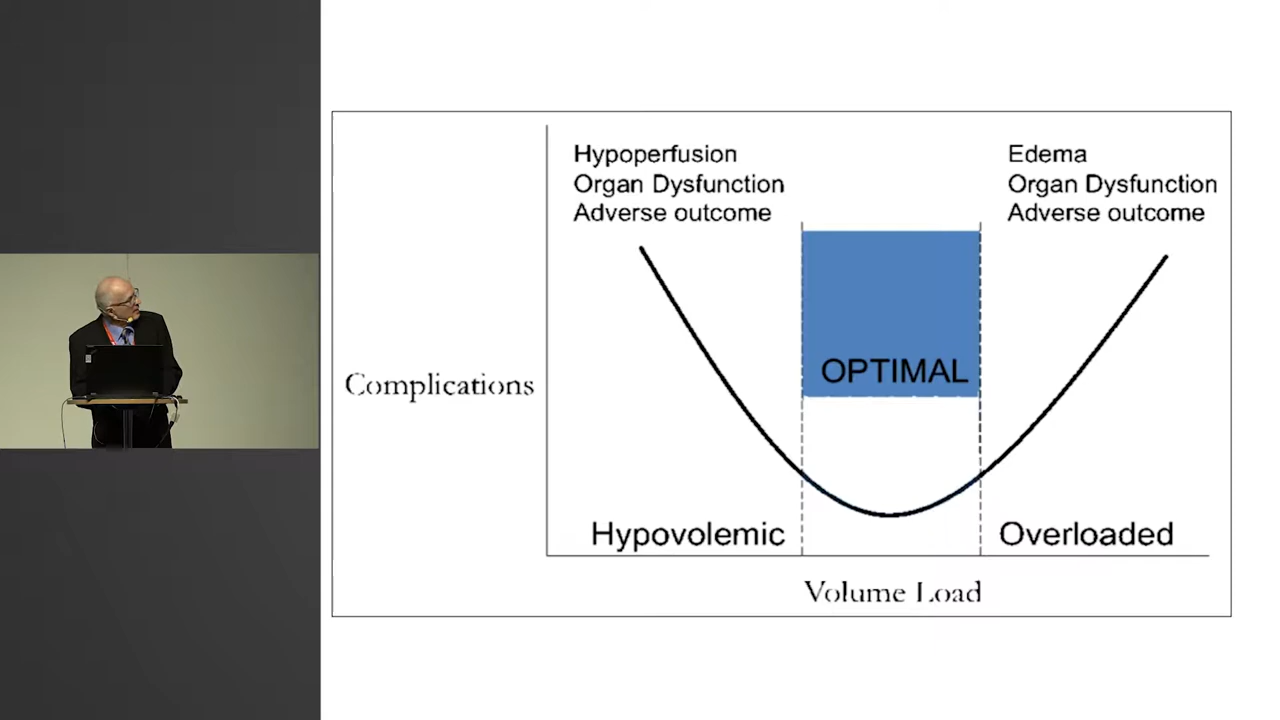 Hypoperfusion
Organ Dysfunction
Adverse outcome
Edema
Organ Dysfunction
Adverse outcome
OPTIMAL
Complications
Hypovolemic
Overloaded
Volume Load